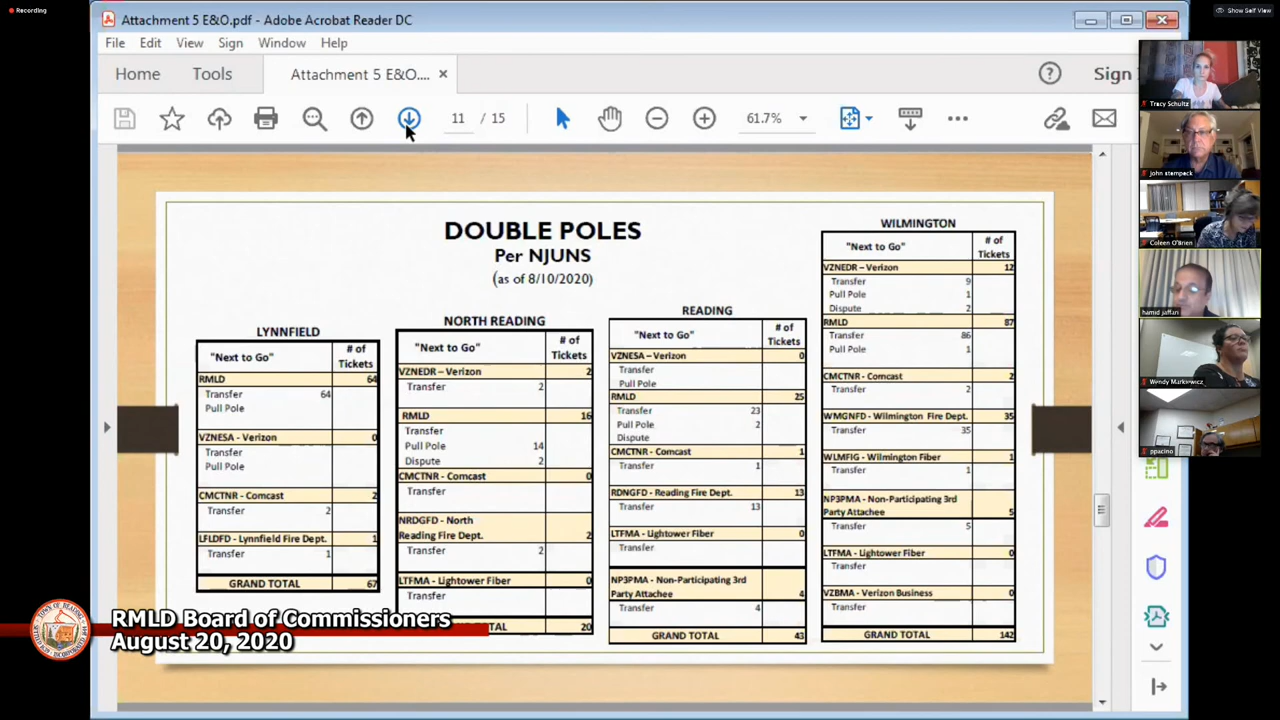 Recording
Show Self View
Attachment 5 E&O.pdf - Adobe Acrobat Reader DC
File Edit View Sign Window Help
Home Tools Attachment 5 E&O.... × Sign
11 / 15 61.7%
DOUBLE POLES
Per NJUNS
(as of 8/10/2020)
LYNNFIELD
"Next to Go" # of Tickets
RMLD 64
Transfer 64
Pull Pole
VZNESA - Verizon 0
Transfer
Pull Pole
CMCTNR - Comcast 2
Transfer 2
LFLDFD - Lynnfield Fire Dept. 1
Transfer 1
GRAND TOTAL 67
NORTH READING
"Next to Go" # of Tickets
VZNEDR – Verizon 2
Transfer 2
RMLD 16
Transfer
Pull Pole 14
Dispute 2
CMCTNR - Comcast 0
Transfer
NRDGFD - North
Reading Fire Dept. 2
Transfer 2
LTFMA - Lightower Fiber 0
Transfer
TOTAL 20
READING
"Next to Go" # of Tickets
VZNESA – Verizon 0
Transfer
Pull Pole
RMLD 25
Transfer 23
Pull Pole 2
Dispute
CMCTNR - Comcast 1
Transfer 1
RDNGFD - Reading Fire Dept. 13
Transfer 13
LTFMA - Lightower Fiber 0
Transfer
NP3PMA - Non-Participating 3rd
Party Attachee 4
Transfer 4
GRAND TOTAL 43
WILMINGTON
"Next to Go" # of Tickets
VZNEDR – Verizon 12
Transfer 9
Pull Pole 1
Dispute 2
RMLD 87
Transfer 86
Pull Pole 1
CMCTNR - Comcast 2
Transfer 2
WMGNFD - Wilmington Fire Dept. 35
Transfer 35
WLMFIG - Wilmington Fiber 1
Transfer 1
NP3PMA - Non-Participating 3rd
Party Attachee 5
Transfer 5
LTFMA - Lightower Fiber 0
Transfer
VZBMA - Verizon Business 0
Transfer
GRAND TOTAL 142
Tracy Schultz
john stempeck
Coleen O'Brien
hamid jaffari
Wendy Markiewicz
ppacino
RMLD Board of Commissioners
August 20, 2020